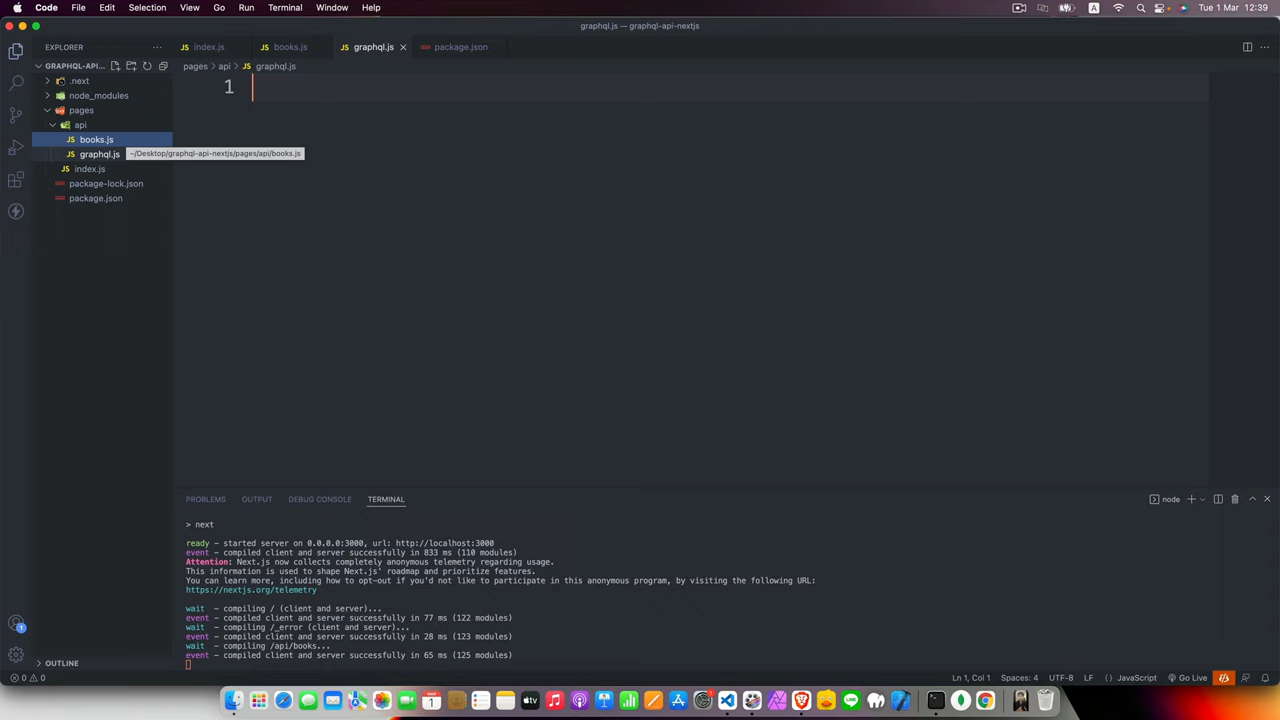 Code File Edit Selection View Go Run Terminal Window Help A Tue 1 Mar 12:39
graphql.js — graphql-api-nextjs
EXPLORER ···
index.js books.js graphql.js package.json
GRAPHQL-API...
pages > api > graphql.js
.next
node_modules
pages
api
books.js
graphql.js
~/Desktop/graphql-api-nextjs/pages/api/books.js
index.js
package-lock.json
package.json
1
PROBLEMS OUTPUT DEBUG CONSOLE TERMINAL node
> next
ready - started server on 0.0.0.0:3000, url: http://localhost:3000
event - compiled client and server successfully in 833 ms (110 modules)
Attention: Next.js now collects completely anonymous telemetry regarding usage.
This information is used to shape Next.js' roadmap and prioritize features.
You can learn more, including how to opt-out if you'd not like to participate in this anonymous program, by visiting the following URL:
https://nextjs.org/telemetry
wait - compiling / (client and server)...
event - compiled client and server successfully in 77 ms (122 modules)
wait - compiling /_error (client and server)...
event - compiled client and server successfully in 28 ms (123 modules)
wait - compiling /api/books...
event - compiled client and server successfully in 65 ms (125 modules)
OUTLINE
0 0 Ln 1, Col 1 Spaces: 4 UTF-8 LF {} JavaScript Go Live